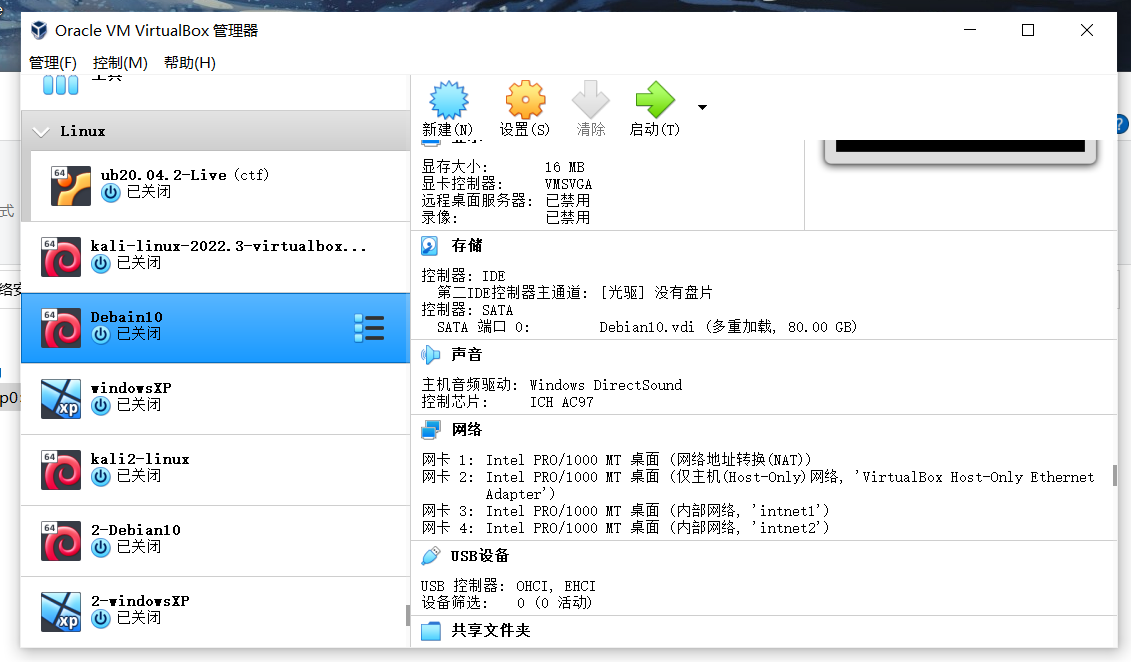 Oracle VM VirtualBox 管理器
管理(F) 控制(M) 帮助(H)
工具
Linux
64
ub20.04.2-Live (ctf)
已关闭
64
kali-linux-2022.3-virtualbox...
已关闭
64
Debain10
已关闭
xp
windowsXP
已关闭
64
kali2-linux
已关闭
64
2-Debian10
已关闭
xp
2-windowsXP
已关闭
新建(N) 设置(S) 清除 启动(T)
显存大小: 16 MB
显卡控制器: VMSVGA
远程桌面服务器: 已禁用
录像: 已禁用
存储
控制器: IDE
第二IDE控制器主通道: [光驱] 没有盘片
控制器: SATA
SATA 端口 0: Debian10.vdi (多重加载, 80.00 GB)
声音
主机音频驱动: Windows DirectSound
控制芯片: ICH AC97
网络
网卡 1: Intel PRO/1000 MT 桌面 (网络地址转换(NAT))
网卡 2: Intel PRO/1000 MT 桌面 (仅主机(Host-Only)网络, 'VirtualBox Host-Only Ethernet
Adapter')
网卡 3: Intel PRO/1000 MT 桌面 (内部网络, 'intnet1')
网卡 4: Intel PRO/1000 MT 桌面 (内部网络, 'intnet2')
USB设备
USB 控制器: OHCI, EHCI
设备筛选: 0 (0 活动)
共享文件夹
式
络安
p0:
?